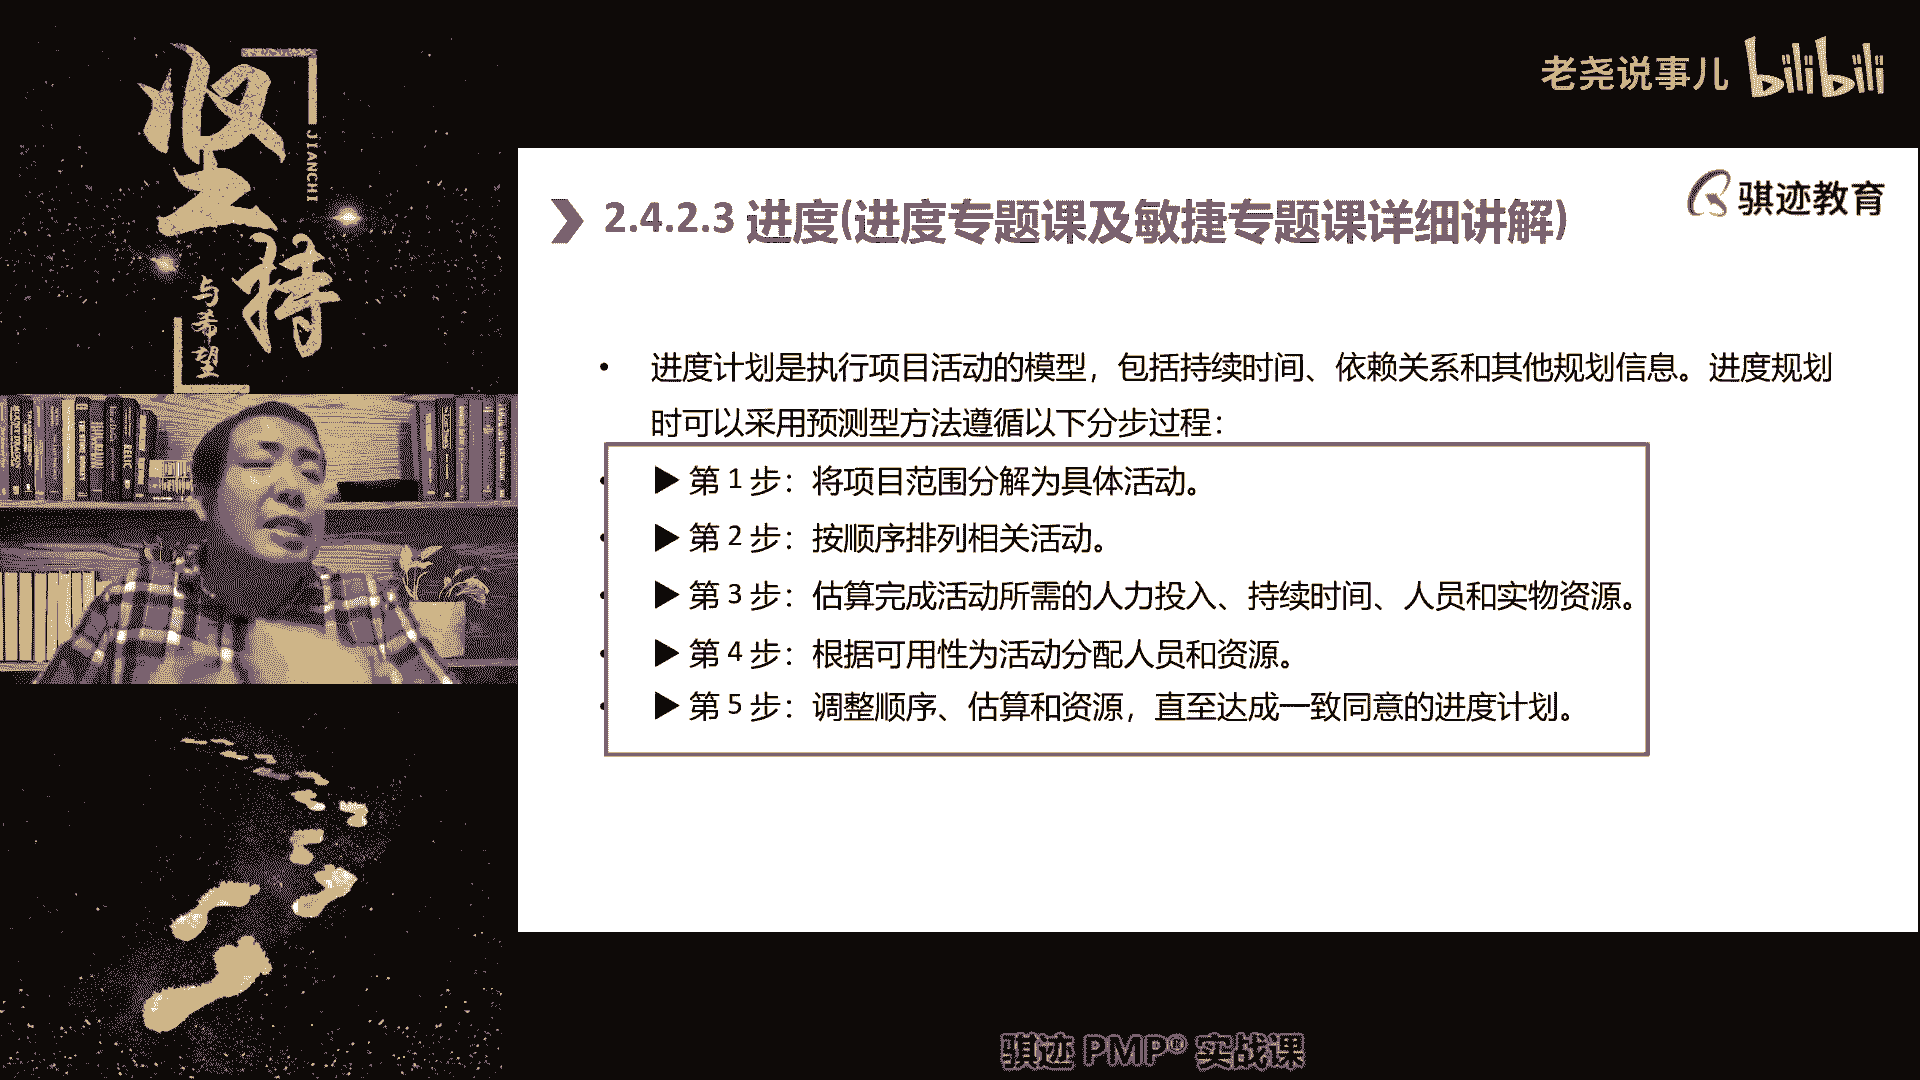 坚持
JIANCHI
与希望
老尧说事儿 bilibili
骐迹教育
2.4.2.3 进度(进度专题课及敏捷专题课详细讲解)
• 进度计划是执行项目活动的模型，包括持续时间、依赖关系和其他规划信息。进度规划
时可以采用预测型方法遵循以下分步过程：
▶ 第 1 步：将项目范围分解为具体活动。
▶ 第 2 步：按顺序排列相关活动。
▶ 第 3 步：估算完成活动所需的人力投入、持续时间、人员和实物资源。
▶ 第 4 步：根据可用性为活动分配人员和资源。
▶ 第 5 步：调整顺序、估算和资源，直至达成一致同意的进度计划。
骐迹 PMP® 实战课